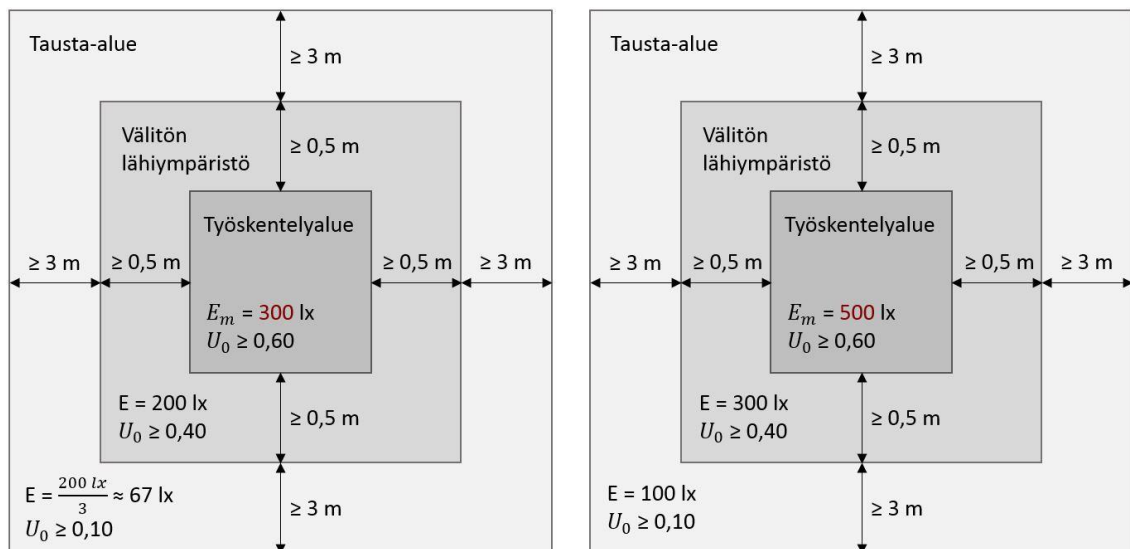 Tausta-alue
≥ 3 m
Välitön
lähiympäristö
≥ 0,5 m
Työskentelyalue
≥ 3 m
≥ 0,5 m
≥ 0,5 m
≥ 3 m
E_m = 300 lx
U_0 ≥ 0,60
E = 200 lx
U_0 ≥ 0,40
≥ 0,5 m
E = 200 lx/3 ≈ 67 lx
U_0 ≥ 0,10
≥ 3 m
Tausta-alue
≥ 3 m
Välitön
lähiympäristö
≥ 0,5 m
Työskentelyalue
≥ 3 m
≥ 0,5 m
≥ 0,5 m
≥ 3 m
E_m = 500 lx
U_0 ≥ 0,60
E = 300 lx
U_0 ≥ 0,40
≥ 0,5 m
E = 100 lx
U_0 ≥ 0,10
≥ 3 m